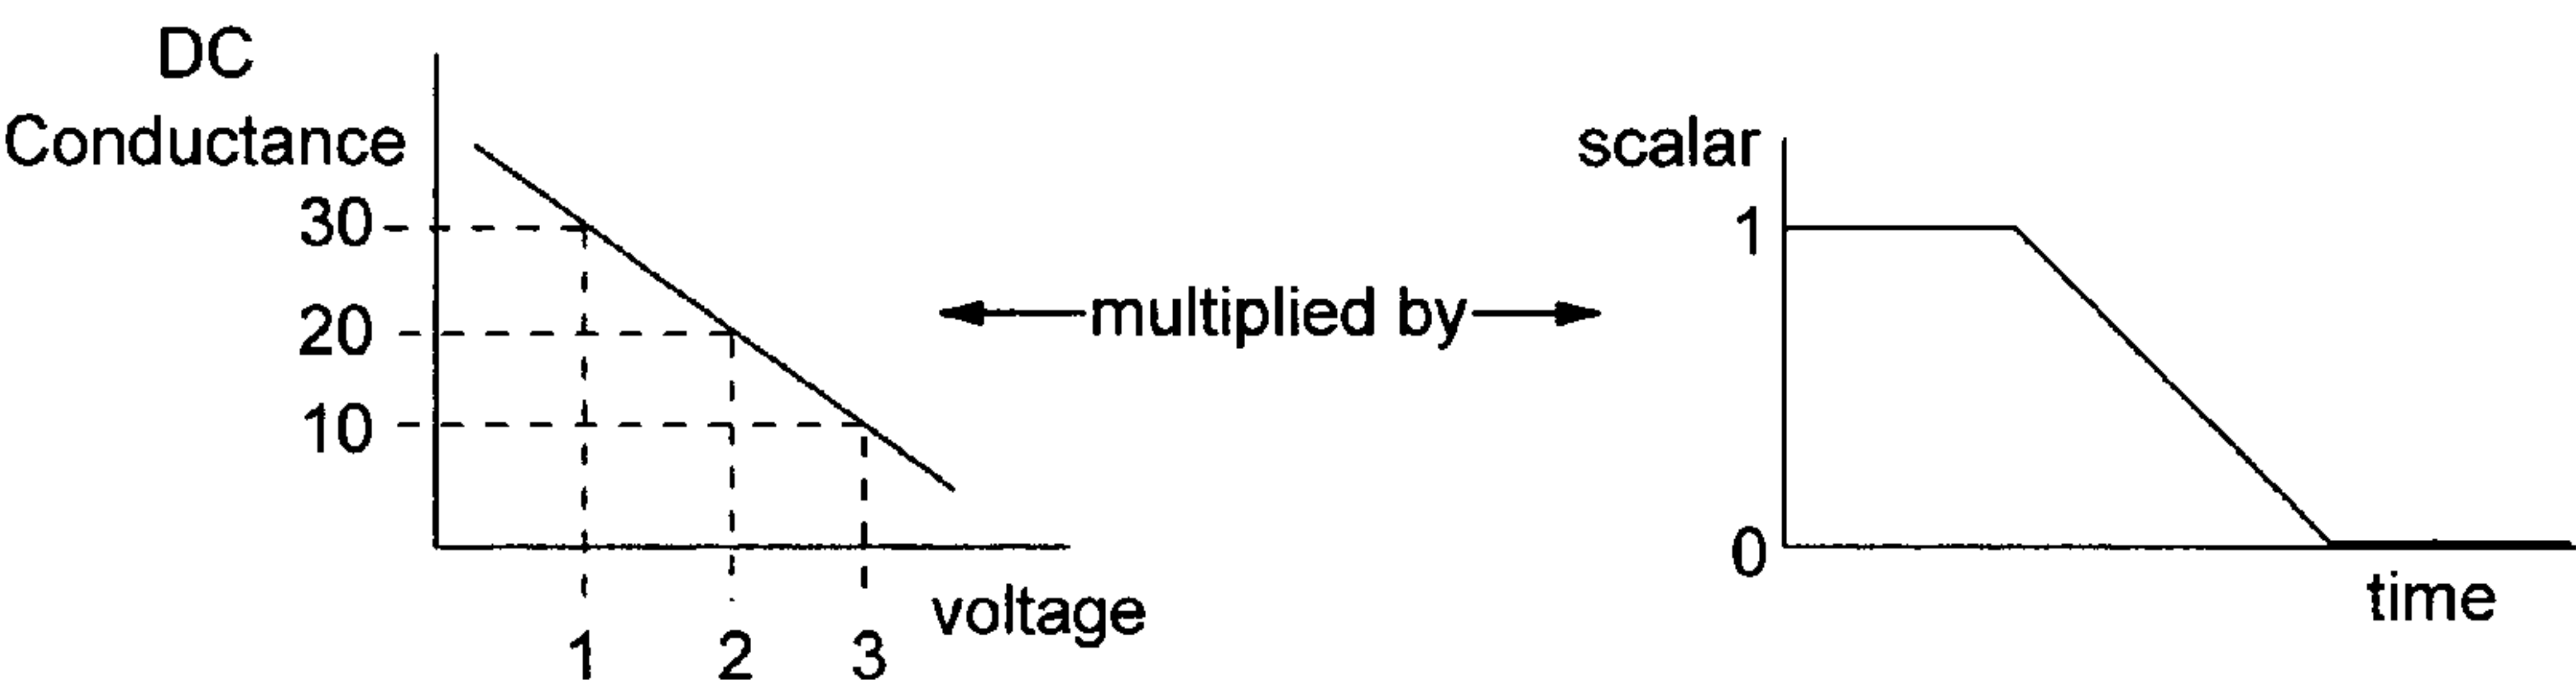 DC
Conductance
30
20
10
1
2
3
voltage
multiplied by
scalar
1
0
time